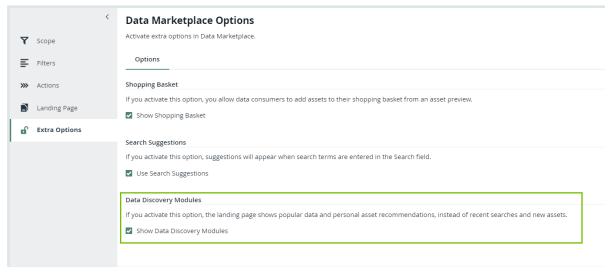 Data Marketplace Options
Activate extra options in Data Marketplace.
Scope
Filters
Actions
Landing Page
Extra Options
Options
Shopping Basket
If you activate this option, you allow data consumers to add assets to their shopping basket from an asset preview.
Show Shopping Basket
Search Suggestions
If you activate this option, suggestions will appear when search terms are entered in the Search field.
Use Search Suggestions
Data Discovery Modules
If you activate this option, the landing page shows popular data and personal asset recommendations, instead of recent searches and new assets.
Show Data Discovery Modules